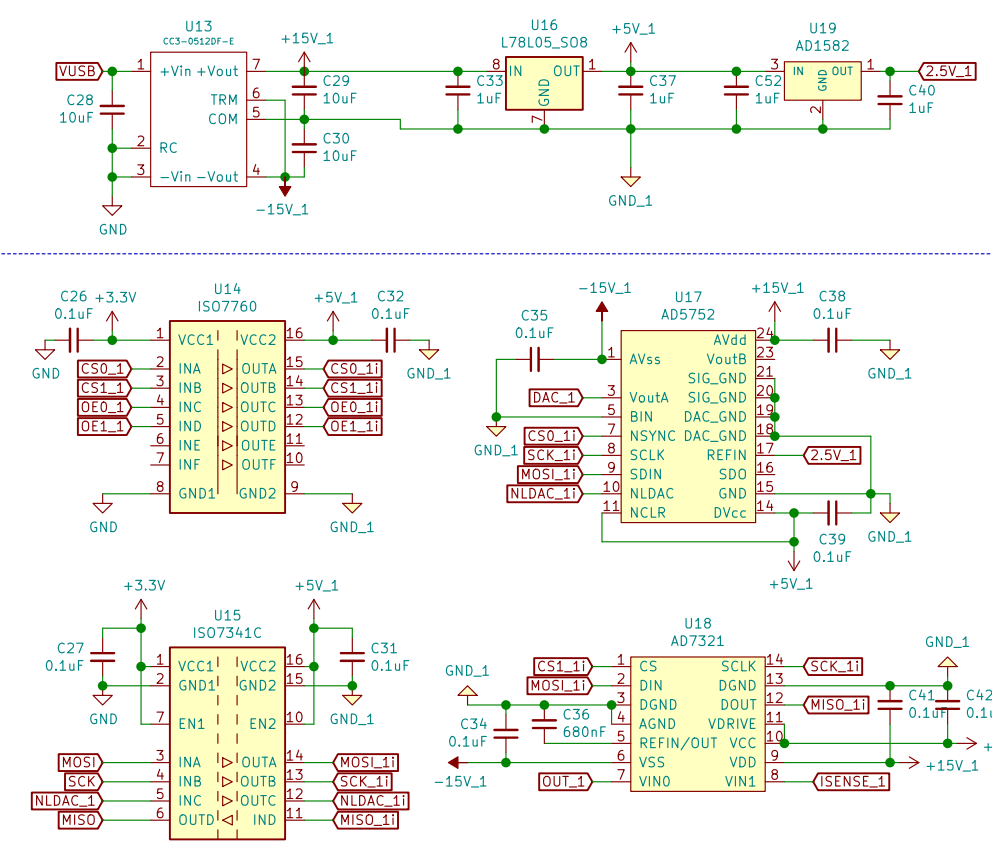 U13
CC3-0512DF-E
VUSB
1
+Vin
+Vout
7
TRM
6
COM
5
2
RC
3
-Vin
-Vout
4
C28
10uF
GND
+15V_1
C29
10uF
C30
10uF
-15V_1
C33
1uF
U16
L78L05_SO8
8
IN
OUT
1
GND
7
+5V_1
C37
1uF
GND_1
C52
1uF
U19
AD1582
3
IN
OUT
1
GND
2
2.5V_1
C40
1uF
C26
0.1uF
+3.3V
GND
U14
ISO7760
1
VCC1
VCC2
16
CS0_1
2
INA
OUTA
15
CS0_1i
CS1_1
3
INB
OUTB
14
CS1_1i
OE0_1
4
INC
OUTC
13
OE0_1i
OE1_1
5
IND
OUTD
12
OE1_1i
6
INE
OUTE
11
7
INF
OUTF
10
8
GND1
GND2
9
GND
GND_1
+5V_1
C32
0.1uF
GND_1
-15V_1
C35
0.1uF
U17
AD5752
+15V_1
C38
0.1uF
GND_1
AVdd
24
1
AVss
VoutB
23
SIG_GND
21
DAC_1
3
VoutA
SIG_GND
20
5
BIN
DAC_GND
19
GND_1
CS0_1i
7
NSYNC
DAC_GND
18
SCK_1i
8
SCLK
REFIN
17
2.5V_1
MOSI_1i
9
SDIN
SDO
16
NLDAC_1i
10
NLDAC
GND
15
11
NCLR
DVcc
14
C39
0.1uF
GND_1
+5V_1
+3.3V
C27
0.1uF
GND
U15
ISO7341C
+5V_1
C31
0.1uF
GND_1
1
VCC1
VCC2
16
2
GND1
GND2
15
7
EN1
EN2
10
MOSI
3
INA
OUTA
14
MOSI_1i
SCK
4
INB
OUTB
13
SCK_1i
NLDAC_1
5
INC
OUTC
12
NLDAC_1i
MISO
6
OUTD
IND
11
MISO_1i
U18
AD7321
CS1_1i
1
CS
SCLK
14
SCK_1i
MOSI_1i
2
DIN
DGND
13
3
DGND
DOUT
12
MISO_1i
4
AGND
VDRIVE
11
5
REFIN/OUT
VCC
10
6
VSS
VDD
9
OUT_1
7
VIN0
VIN1
8
ISENSE_1
GND_1
C34
0.1uF
C36
680nF
-15V_1
GND_1
C41
0.1uF
C42
+15V_1
+